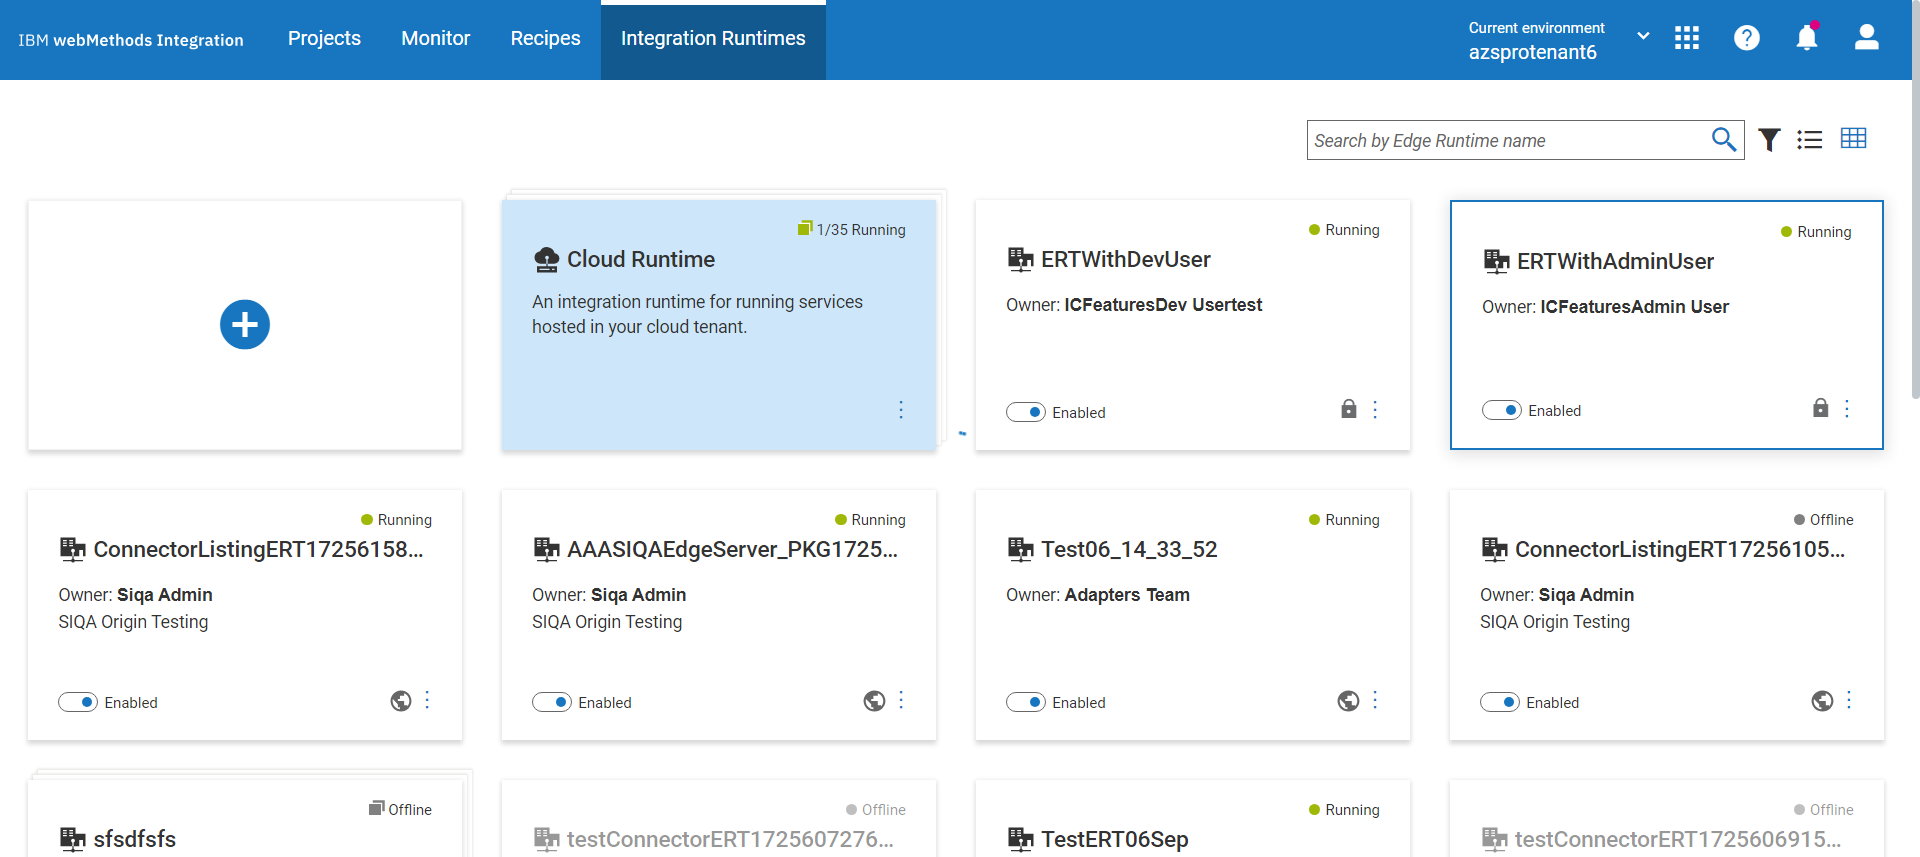 IBM webMethods Integration
Projects
Monitor
Recipes
Integration Runtimes
Current environment
azsprotenant6
Search by Edge Runtime name
1/35 Running
Cloud Runtime
An integration runtime for running services
hosted in your cloud tenant.
Running
ERTWithDevUser
Owner: ICFeaturesDev Usertest
Enabled
Running
ERTWithAdminUser
Owner: ICFeaturesAdmin User
Enabled
Running
ConnectorListingERT17256158...
Owner: Siqa Admin
SIQA Origin Testing
Enabled
Running
AAASIQAEdgeServer_PKG1725...
Owner: Siqa Admin
SIQA Origin Testing
Enabled
Running
Test06_14_33_52
Owner: Adapters Team
Enabled
Offline
ConnectorListingERT17256105...
Owner: Siqa Admin
SIQA Origin Testing
Enabled
Offline
sfsdfsfs
Offline
testConnectorERT1725607276...
Running
TestERT06Sep
Offline
testConnectorERT1725606915...